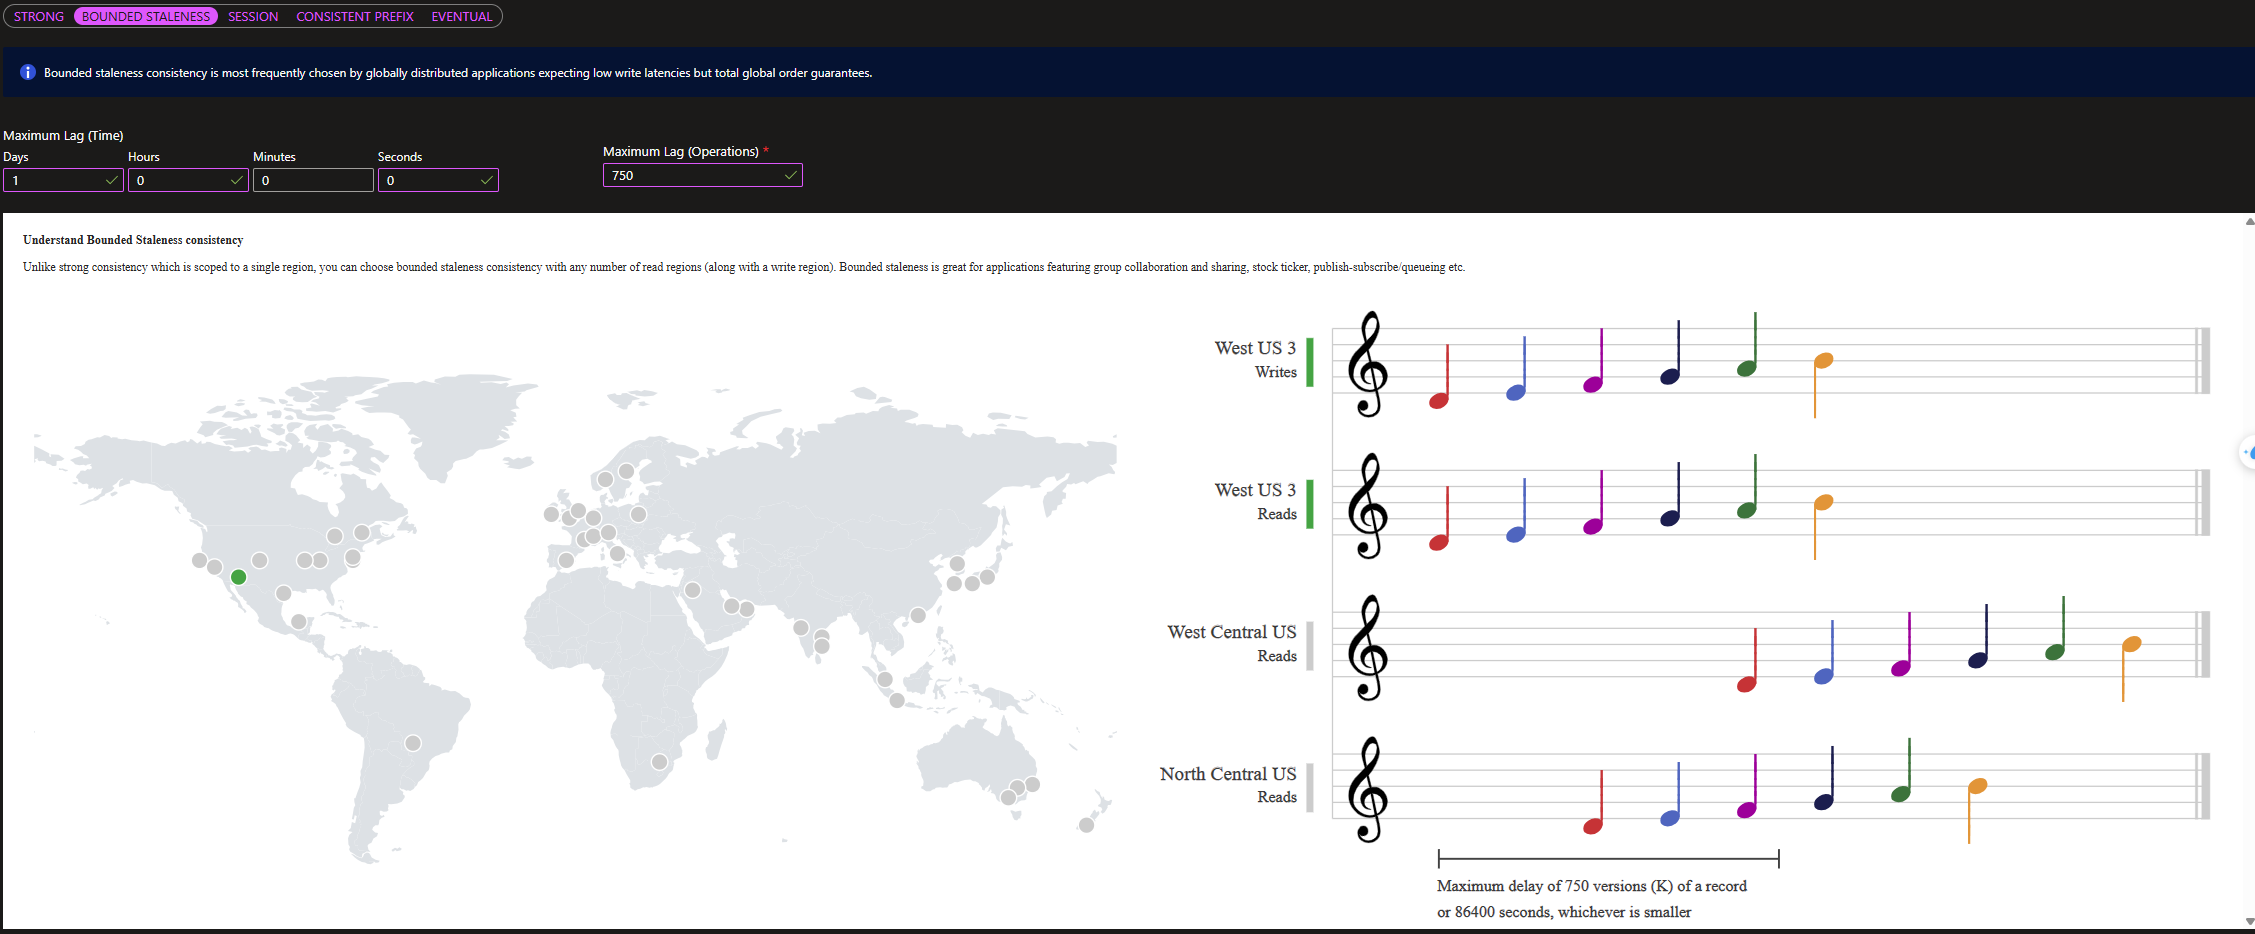 STRONG BOUNDED STALENESS SESSION CONSISTENT PREFIX EVENTUAL
Bounded staleness consistency is most frequently chosen by globally distributed applications expecting low write latencies but total global order guarantees.
Maximum Lag (Time)
Days Hours Minutes Seconds
1 0 0 0
Maximum Lag (Operations) *
750
Understand Bounded Staleness consistency
Unlike strong consistency which is scoped to a single region, you can choose bounded staleness consistency with any number of read regions (along with a write region). Bounded staleness is great for applications featuring group collaboration and sharing, stock ticker, publish-subscribe/queueing etc.
West US 3
Writes
West US 3
Reads
West Central US
Reads
North Central US
Reads
Maximum delay of 750 versions (K) of a record
or 86400 seconds, whichever is smaller